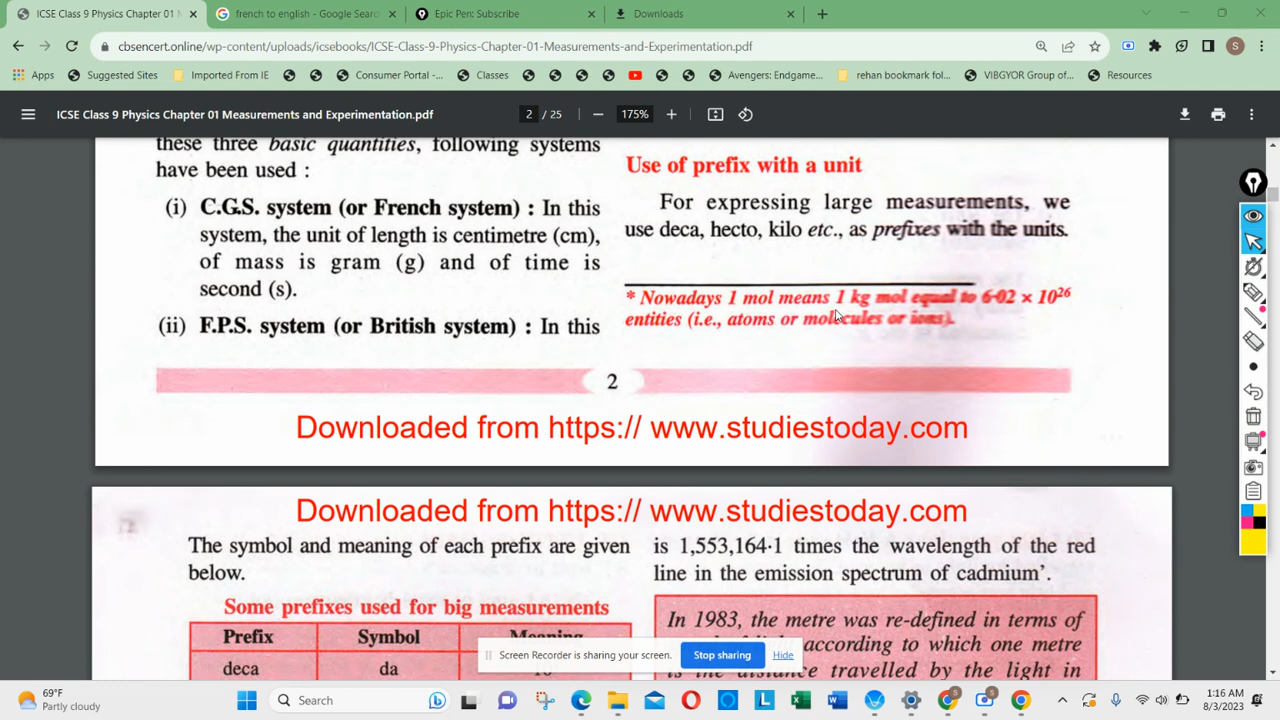 ICSE Class 9 Physics Chapter 01 M
french to english - Google Searc
Epic Pen: Subscribe
Downloads
cbsencert.online/wp-content/uploads/icsebooks/ICSE-Class-9-Physics-Chapter-01-Measurements-and-Experimentation.pdf
S
Apps
Suggested Sites
Imported From IE
Consumer Portal -...
Classes
Avengers: Endgame...
rehan bookmark fol...
VIBGYOR Group of...
Resources
ICSE Class 9 Physics Chapter 01 Measurements and Experimentation.pdf
2 / 25
175%
these three basic quantities, following systems
have been used :
(i) C.G.S. system (or French system) : In this
system, the unit of length is centimetre (cm),
of mass is gram (g) and of time is
second (s).
(ii) F.P.S. system (or British system) : In this
Use of prefix with a unit
For expressing large measurements, we
use deca, hecto, kilo etc., as prefixes with the units.
* Nowadays 1 mol means 1 kg mol equal to 6·02 × 10²⁶
entities (i.e., atoms or molecules or ions).
2
Downloaded from https:// www.studiestoday.com
Downloaded from https:// www.studiestoday.com
The symbol and meaning of each prefix are given
below.
Some prefixes used for big measurements
Prefix Symbol Meaning
deca da
is 1,553,164·1 times the wavelength of the red
line in the emission spectrum of cadmium'.
In 1983, the metre was re-defined in terms of
according to which one metre
is the distance travelled by the light in
Screen Recorder is sharing your screen.
Stop sharing
Hide
69°F
Partly cloudy
Search
1:16 AM
8/3/2023